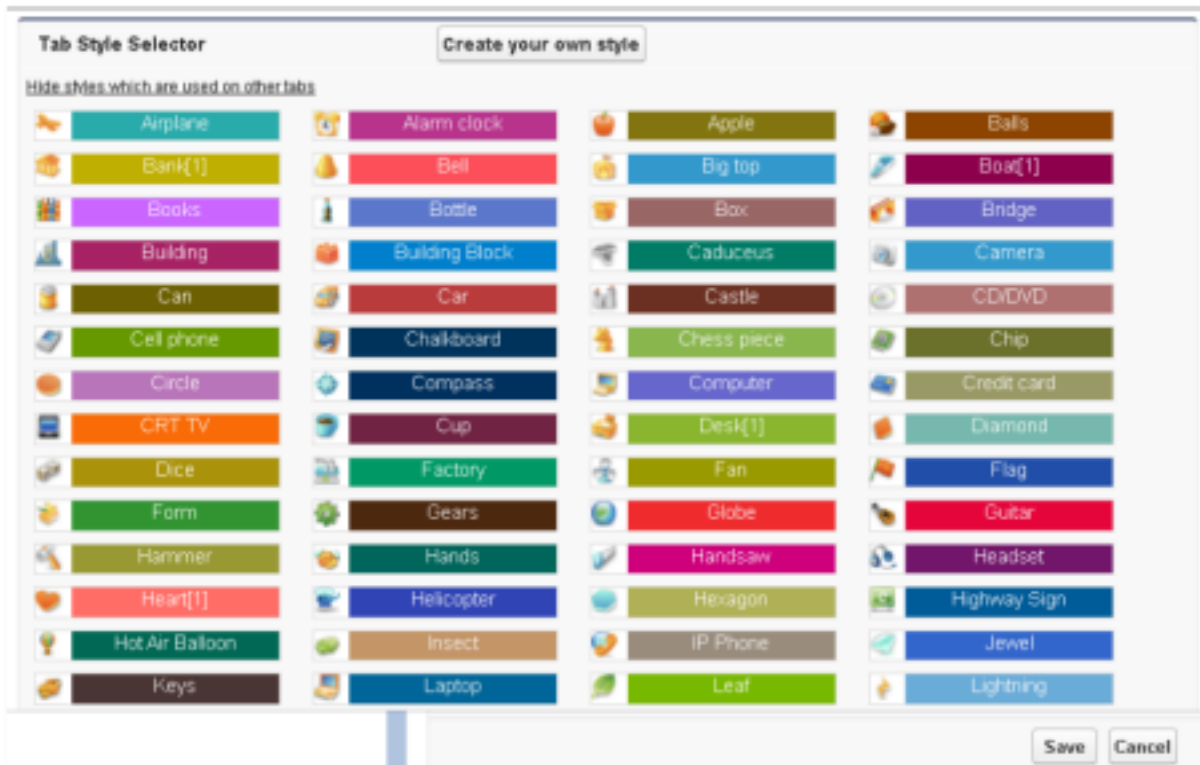 Tab Style Selector Create your own style
Hide styles which are used on other tabs
Airplane Alarm clock Apple Balls
Bank[1] Bell Big top Boat[1]
Books Bottle Box Bridge
Building Building Block Caduceus Camera
Can Car Castle CD/DVD
Cell phone Chalkboard Chess piece Chip
Circle Compass Computer Credit card
CRT TV Cup Desk[1] Diamond
Dice Factory Fan Flag
Form Gears Globe Guitar
Hammer Hands Handsaw Headset
Heart[1] Helicopter Hexagon Highway Sign
Hot Air Balloon Insect IP Phone Jewel
Keys Laptop Leaf Lightning
Save Cancel